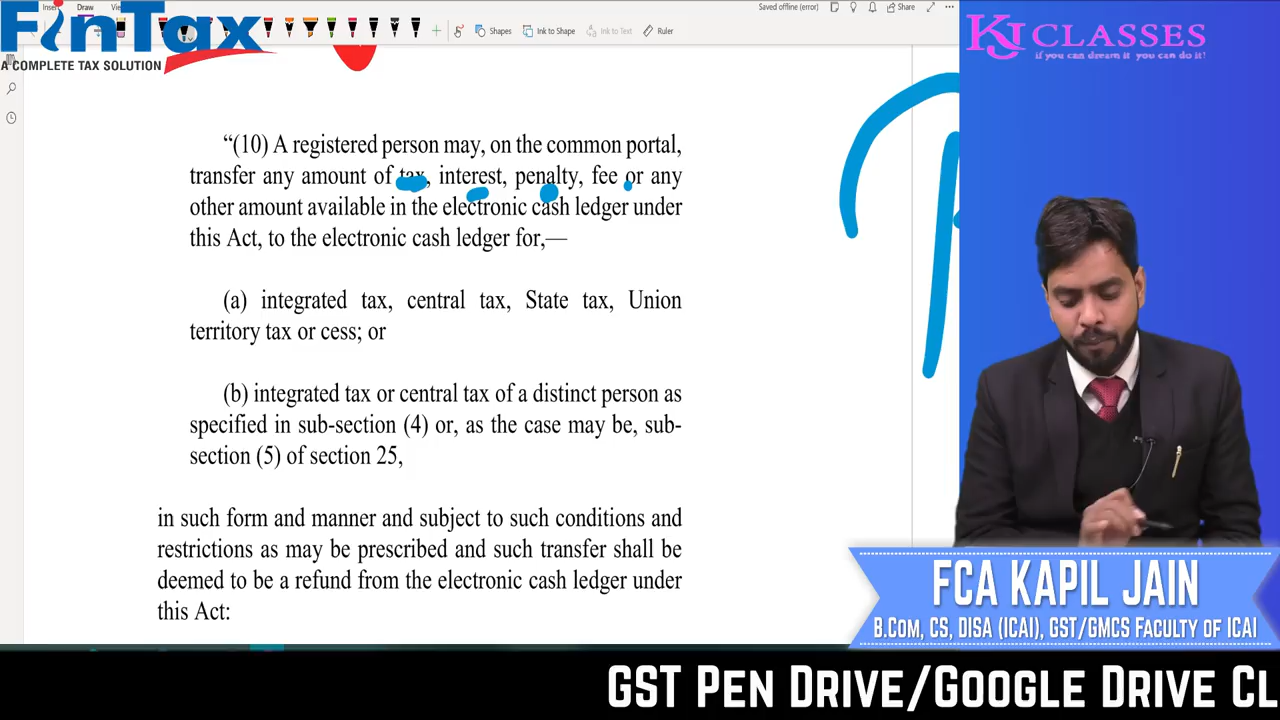 Insert Draw
Saved offline (error) Share
Shapes Ink to Shape Ink to Text Ruler
FinTax
A COMPLETE TAX SOLUTION
KJ CLASSES
if you can dream it you can do it!
“(10) A registered person may, on the common portal,
transfer any amount of tax, interest, penalty, fee or any
other amount available in the electronic cash ledger under
this Act, to the electronic cash ledger for,—
(a) integrated tax, central tax, State tax, Union
territory tax or cess; or
(b) integrated tax or central tax of a distinct person as
specified in sub-section (4) or, as the case may be, sub-
section (5) of section 25,
in such form and manner and subject to such conditions and
restrictions as may be prescribed and such transfer shall be
deemed to be a refund from the electronic cash ledger under
this Act:
FCA KAPIL JAIN
B.COM, CS, DISA (ICAI), GST/GMCS FACULTY OF ICAI
GST PEN DRIVE/GOOGLE DRIVE CL